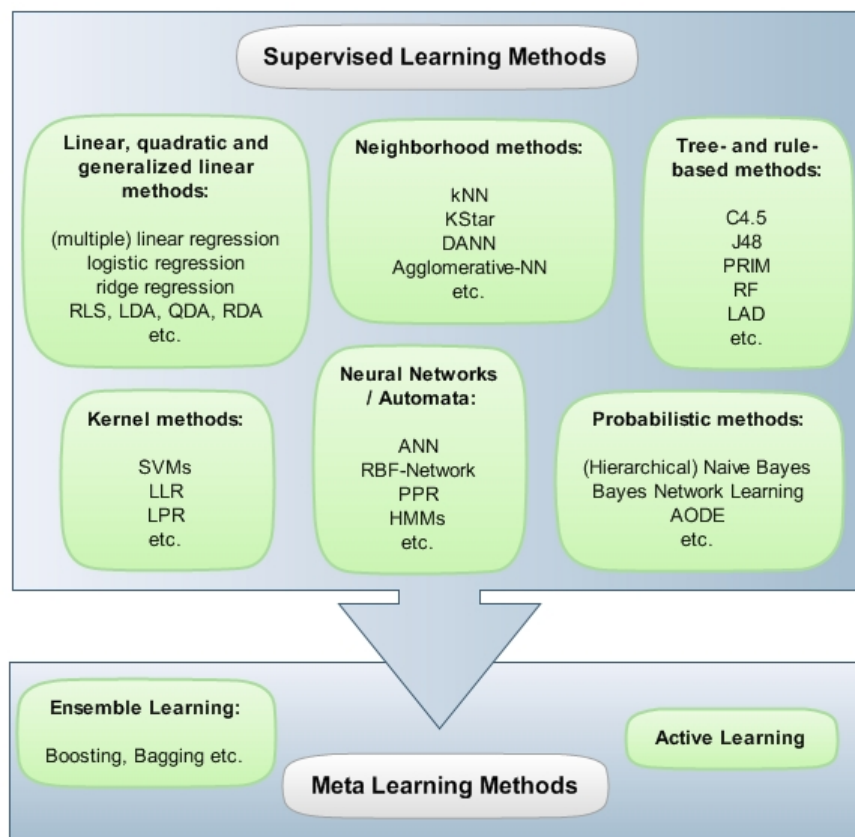 Supervised Learning Methods
Linear, quadratic and
generalized linear
methods:
(multiple) linear regression
logistic regression
ridge regression
RLS, LDA, QDA, RDA
etc.
Neighborhood methods:
kNN
KStar
DANN
Agglomerative-NN
etc.
Tree- and rule-
based methods:
C4.5
J48
PRIM
RF
LAD
etc.
Kernel methods:
SVMs
LLR
LPR
etc.
Neural Networks
/ Automata:
ANN
RBF-Network
PPR
HMMs
etc.
Probabilistic methods:
(Hierarchical) Naive Bayes
Bayes Network Learning
AODE
etc.
Ensemble Learning:
Boosting, Bagging etc.
Active Learning
Meta Learning Methods